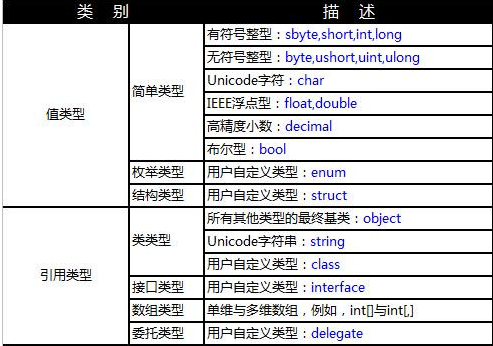 类 别 描 述
值类型
简单类型
有符号整型：sbyte,short,int,long
无符号整型：byte,ushort,uint,ulong
Unicode字符：char
IEEE浮点型：float,double
高精度小数：decimal
布尔型：bool
枚举类型 用户自定义类型：enum
结构类型 用户自定义类型：struct
引用类型
类类型
所有其他类型的最终基类：object
Unicode字符串：string
用户自定义类型：class
接口类型 用户自定义类型：interface
数组类型 单维与多维数组，例如，int[]与int[,]
委托类型 用户自定义类型：delegate